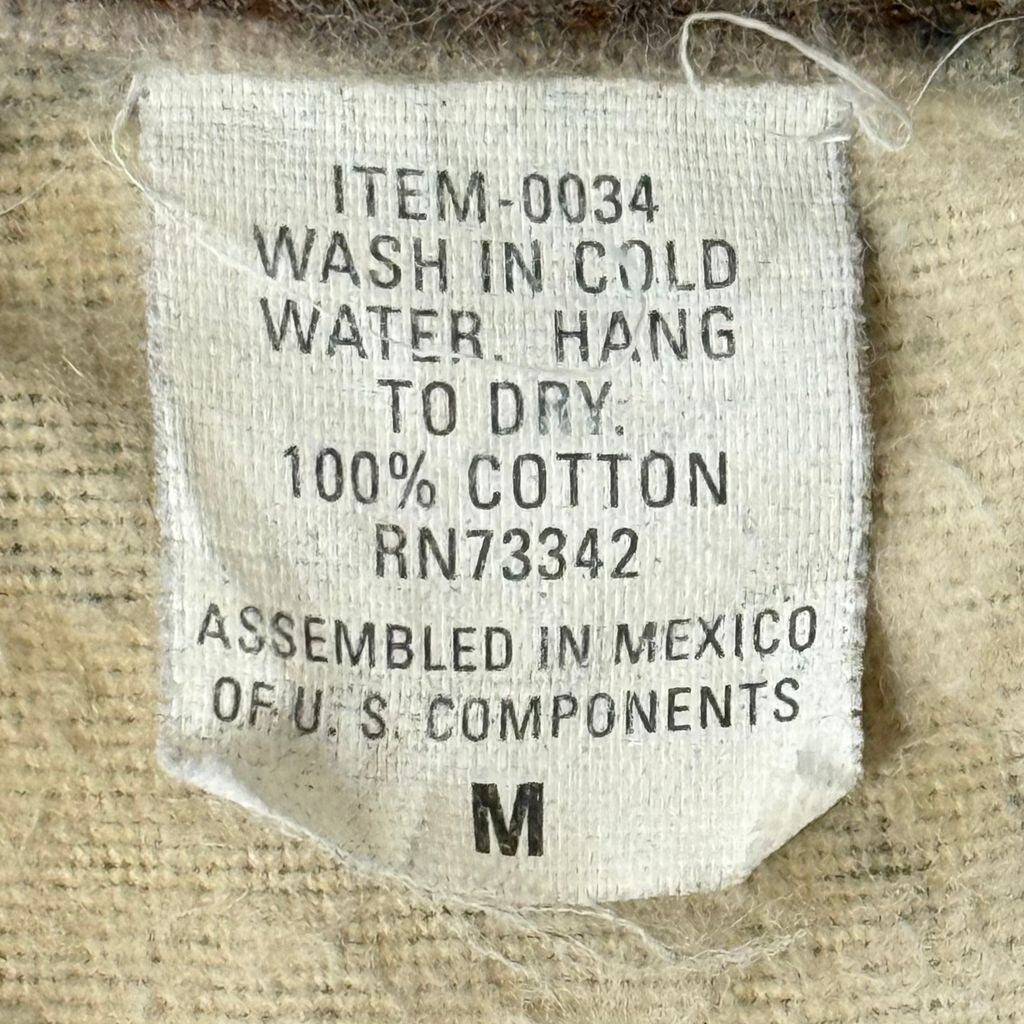 ITEM-0034
WASH IN COLD
WATER. HANG
TO DRY.
100% COTTON
RN73342
ASSEMBLED IN MEXICO
OF U. S. COMPONENTS
M